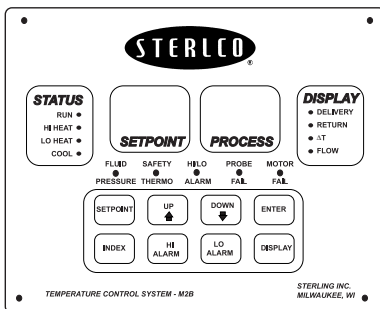 STERLCO®
STATUS
RUN
HI HEAT
LO HEAT
COOL
SETPOINT
PROCESS
DISPLAY
DELIVERY
RETURN
ΔT
FLOW
FLUID PRESSURE
SAFETY THERMO
HI/LO ALARM
PROBE FAIL
MOTOR FAIL
SETPOINT
UP
DOWN
ENTER
INDEX
HI ALARM
LO ALARM
DISPLAY
TEMPERATURE CONTROL SYSTEM - M2B
STERLING INC.
MILWAUKEE, WI